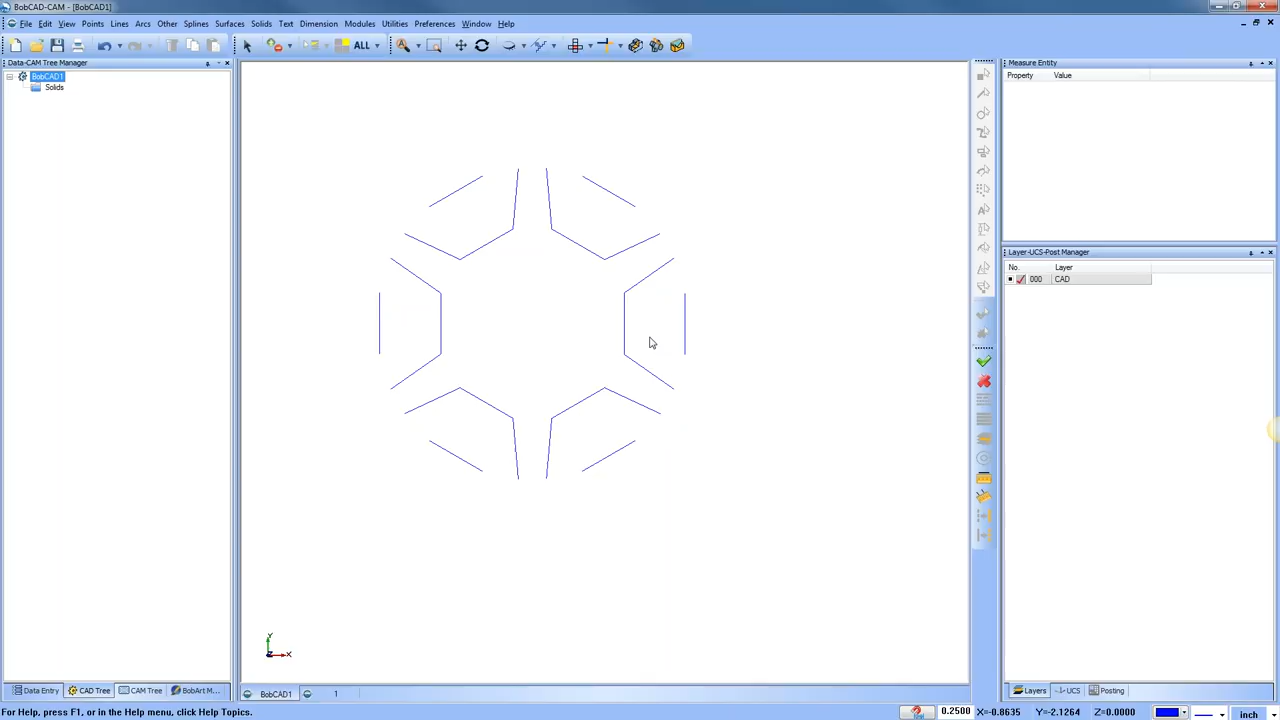 BobCAD-CAM - [BobCAD1]
File Edit View Points Lines Arcs Other Splines Surfaces Solids Text Dimension Modules Utilities Preferences Window Help
ALL
Data-CAM Tree Manager
BobCAD1
Solids
Measure Entity
Property Value
Layer-UCS-Post Manager
No. Layer
000 CAD
Y
Z X
Data Entry CAD Tree CAM Tree BobArt M...
BobCAD1 1
Layers UCS Posting
For Help, press F1, or in the Help menu, click Help Topics.
0.2500 X=-0.8635 Y=-2.1264 Z=0.0000 inch